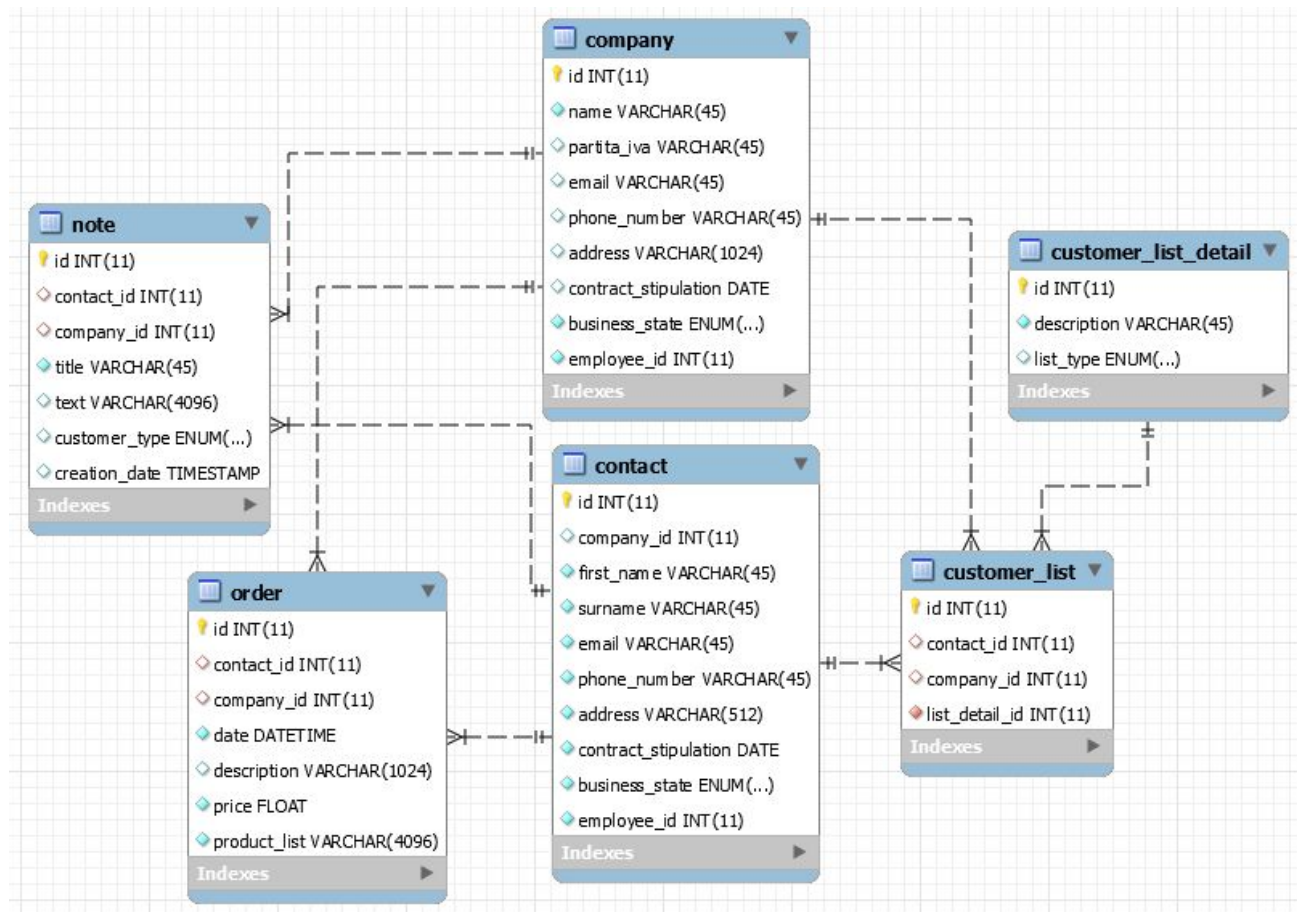 company
id INT(11)
name VARCHAR(45)
partita_iva VARCHAR(45)
email VARCHAR(45)
phone_number VARCHAR(45)
address VARCHAR(1024)
contract_stipulation DATE
business_state ENUM(...)
employee_id INT(11)
Indexes
note
id INT(11)
contact_id INT(11)
company_id INT(11)
title VARCHAR(45)
text VARCHAR(4096)
customer_type ENUM(...)
creation_date TIMESTAMP
Indexes
customer_list_detail
id INT(11)
description VARCHAR(45)
list_type ENUM(...)
Indexes
contact
id INT(11)
company_id INT(11)
first_name VARCHAR(45)
surname VARCHAR(45)
email VARCHAR(45)
phone_number VARCHAR(45)
address VARCHAR(512)
contract_stipulation DATE
business_state ENUM(...)
employee_id INT(11)
Indexes
order
id INT(11)
contact_id INT(11)
company_id INT(11)
date DATETIME
description VARCHAR(1024)
price FLOAT
product_list VARCHAR(4096)
Indexes
customer_list
id INT(11)
contact_id INT(11)
company_id INT(11)
list_detail_id INT(11)
Indexes